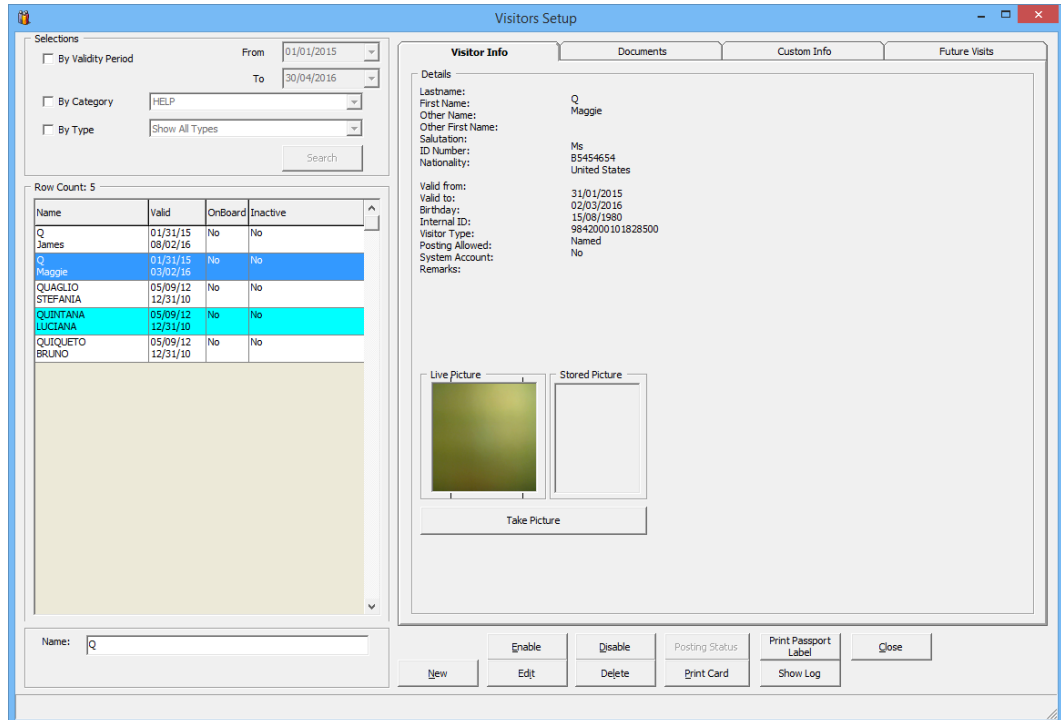 Visitors Setup
Selections
By Validity Period
From 01/01/2015
To 30/04/2016
By Category HELP
By Type Show All Types
Search
Row Count: 5
Name Valid OnBoard Inactive
Q 01/31/15 No No
James 08/02/16
Q 01/31/15 No No
Maggie 03/02/16
QUAGLIO 05/09/12 No No
STEFANIA 12/31/10
QUINTANA 05/09/12 No No
LUCIANA 12/31/10
QUIQUETO 05/09/12 No No
BRUNO 12/31/10
Name: Q
Visitor Info Documents Custom Info Future Visits
Details
Lastname:
First Name: Q
Other Name: Maggie
Other First Name:
Salutation:
ID Number: Ms
Nationality: B5454654
United States
Valid from: 31/01/2015
Valid to: 02/03/2016
Birthday: 15/08/1980
Internal ID: 9842000101828500
Visitor Type: Named
Posting Allowed: No
System Account:
Remarks:
Live Picture Stored Picture
Take Picture
Enable Disable Posting Status Print Passport Label Close
New Edit Delete Print Card Show Log